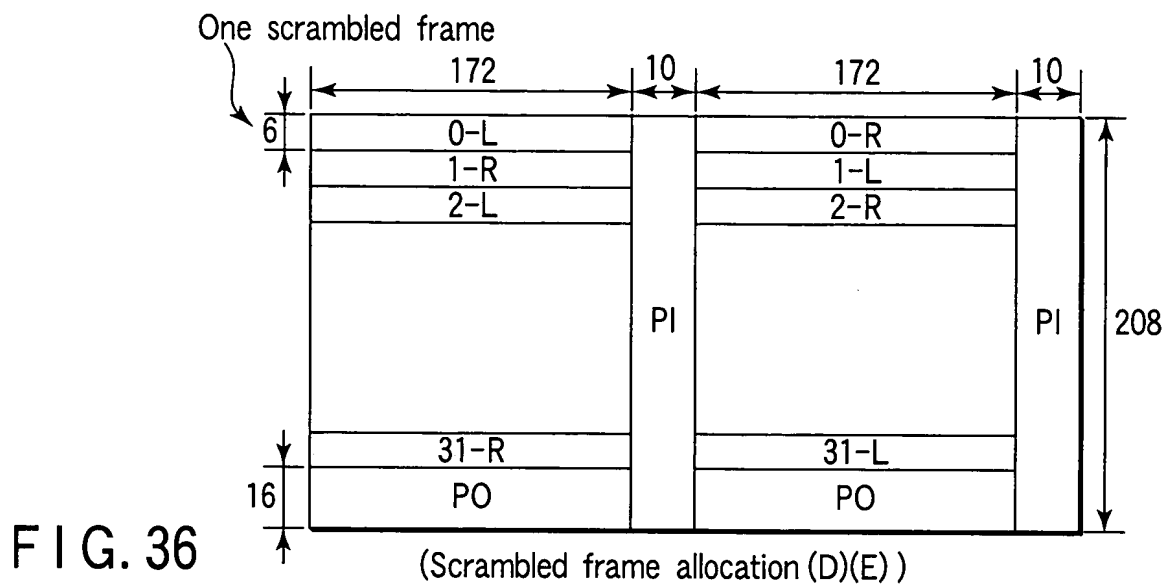 One scrambled frame
172 10 172 10
6
0-L 0-R
1-R 1-L
2-L 2-R
PI PI 208
31-R 31-L
16 PO PO
FIG. 36
(Scrambled frame allocation (D)(E) )